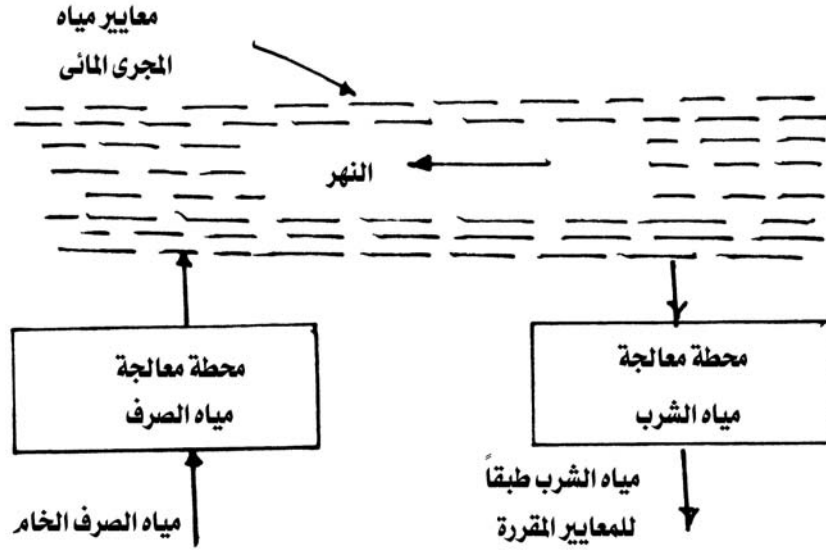 معايير مياه
المجرى المائى
النهر
محطة معالجة
مياه الشرب
محطة معالجة
مياه الصرف
مياه الشرب طبقاً
للمعايير المقررة
مياه الصرف الخام